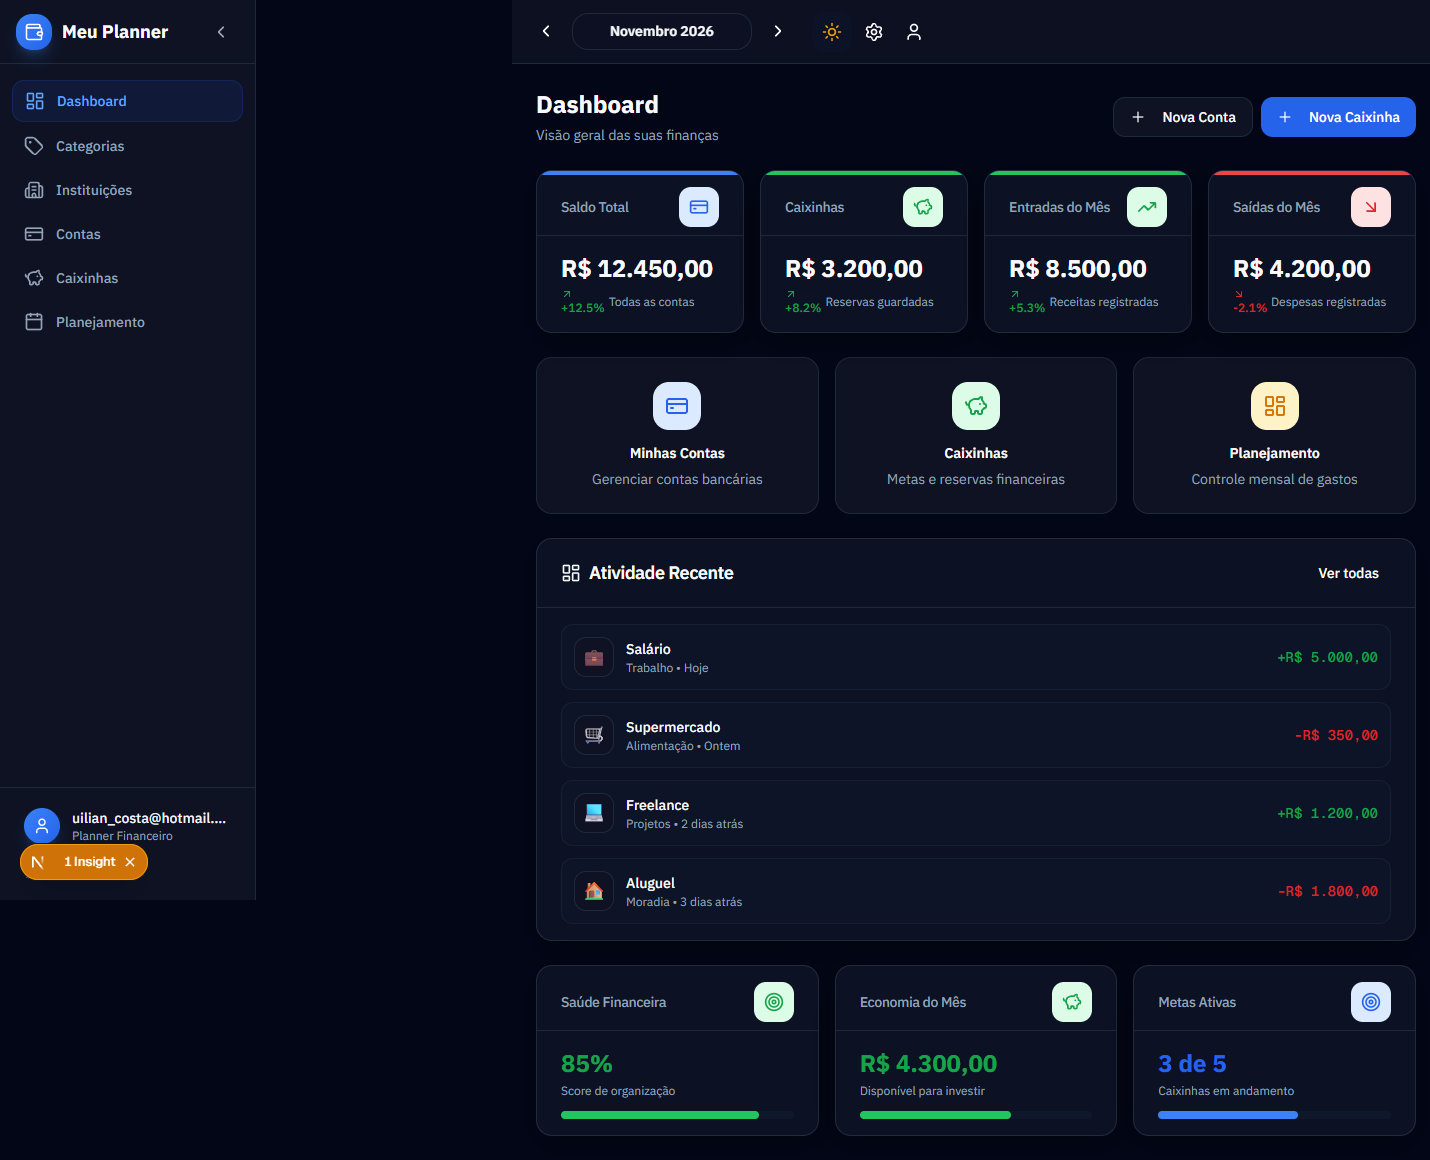 Meu Planner
Dashboard
Categorias
Instituições
Contas
Caixinhas
Planejamento
uilian_costa@hotmail....
Planner Financeiro
1 Insight
Novembro 2026
Dashboard
Visão geral das suas finanças
Nova Conta
Nova Caixinha
Saldo Total
R$ 12.450,00
+12.5% Todas as contas
Caixinhas
R$ 3.200,00
+8.2% Reservas guardadas
Entradas do Mês
R$ 8.500,00
+5.3% Receitas registradas
Saídas do Mês
R$ 4.200,00
-2.1% Despesas registradas
Minhas Contas
Gerenciar contas bancárias
Caixinhas
Metas e reservas financeiras
Planejamento
Controle mensal de gastos
Atividade Recente
Ver todas
Salário
Trabalho • Hoje
+R$ 5.000,00
Supermercado
Alimentação • Ontem
-R$ 350,00
Freelance
Projetos • 2 dias atrás
+R$ 1.200,00
Aluguel
Moradia • 3 dias atrás
-R$ 1.800,00
Saúde Financeira
85%
Score de organização
Economia do Mês
R$ 4.300,00
Disponível para investir
Metas Ativas
3 de 5
Caixinhas em andamento